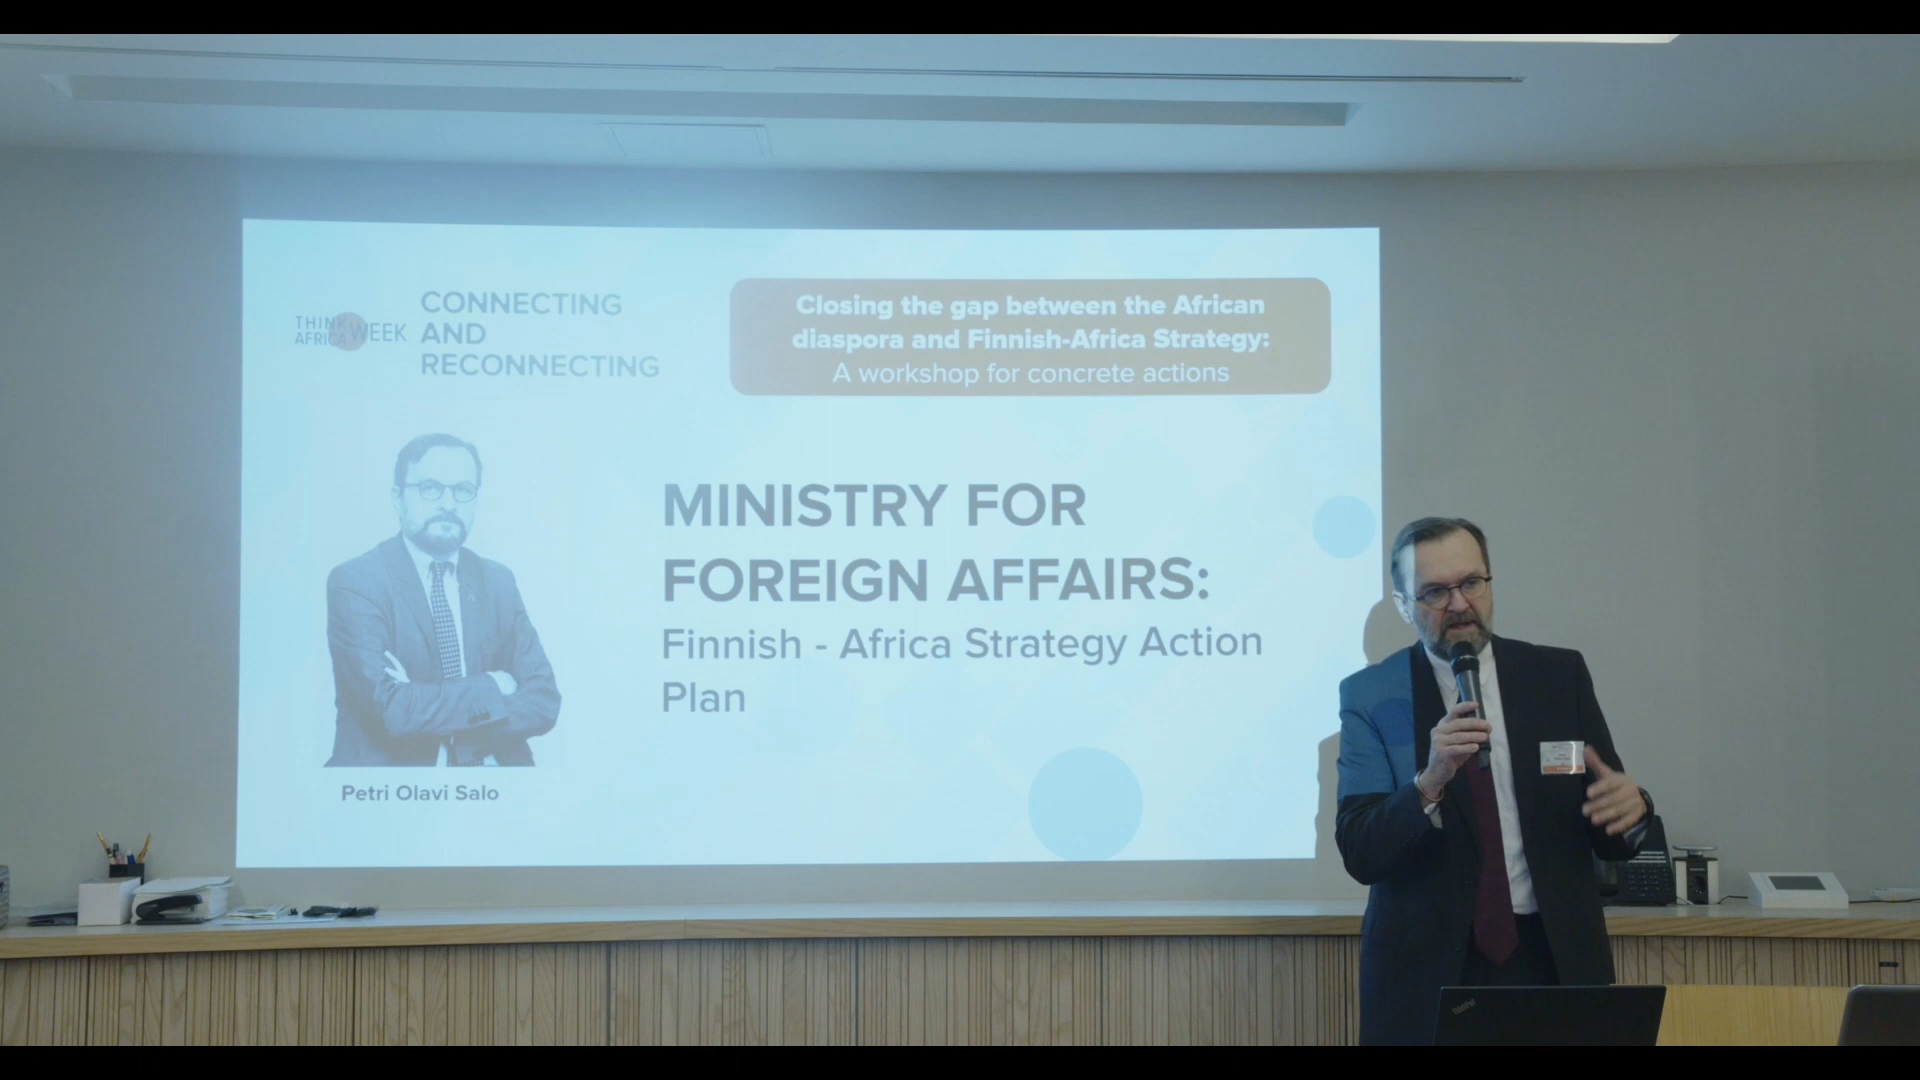 THINK
AFRICA WEEK
CONNECTING
AND
RECONNECTING
Closing the gap between the African
diaspora and Finnish-Africa Strategy:
A workshop for concrete actions
MINISTRY FOR
FOREIGN AFFAIRS:
Finnish - Africa Strategy Action
Plan
Petri Olavi Salo
ThinkPad